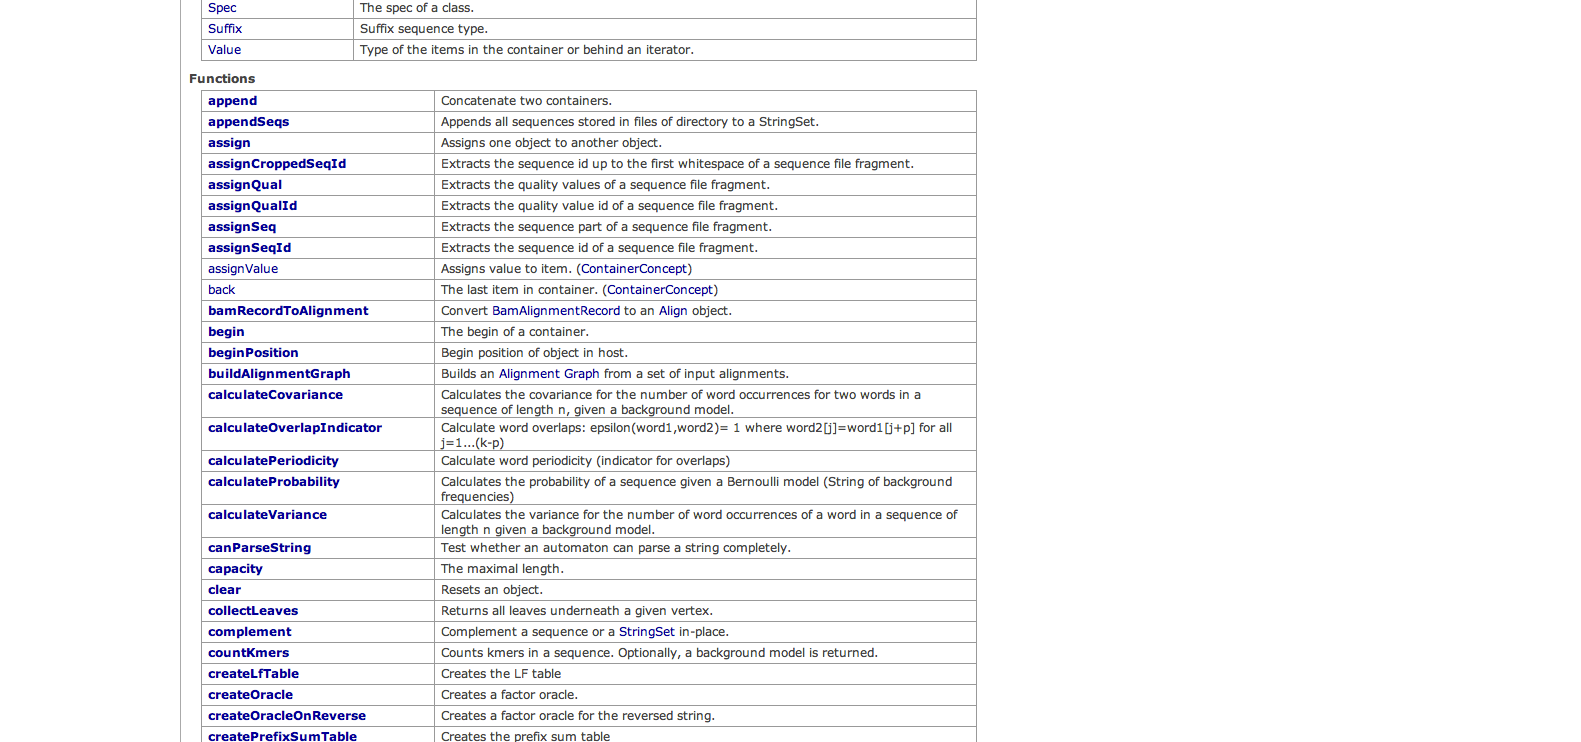 Spec The spec of a class.
Suffix Suffix sequence type.
Value Type of the items in the container or behind an iterator.
Functions
append Concatenate two containers.
appendSeqs Appends all sequences stored in files of directory to a StringSet.
assign Assigns one object to another object.
assignCroppedSeqId Extracts the sequence id up to the first whitespace of a sequence file fragment.
assignQual Extracts the quality values of a sequence file fragment.
assignQualId Extracts the quality value id of a sequence file fragment.
assignSeq Extracts the sequence part of a sequence file fragment.
assignSeqId Extracts the sequence id of a sequence file fragment.
assignValue Assigns value to item. (ContainerConcept)
back The last item in container. (ContainerConcept)
bamRecordToAlignment Convert BamAlignmentRecord to an Align object.
begin The begin of a container.
beginPosition Begin position of object in host.
buildAlignmentGraph Builds an Alignment Graph from a set of input alignments.
calculateCovariance Calculates the covariance for the number of word occurrences for two words in a
sequence of length n, given a background model.
calculateOverlapIndicator Calculate word overlaps: epsilon(word1,word2)= 1 where word2[j]=word1[j+p] for all
j=1...(k-p)
calculatePeriodicity Calculate word periodicity (indicator for overlaps)
calculateProbability Calculates the probability of a sequence given a Bernoulli model (String of background
frequencies)
calculateVariance Calculates the variance for the number of word occurrences of a word in a sequence of
length n given a background model.
canParseString Test whether an automaton can parse a string completely.
capacity The maximal length.
clear Resets an object.
collectLeaves Returns all leaves underneath a given vertex.
complement Complement a sequence or a StringSet in-place.
countKmers Counts kmers in a sequence. Optionally, a background model is returned.
createLfTable Creates the LF table
createOracle Creates a factor oracle.
createOracleOnReverse Creates a factor oracle for the reversed string.
createPrefixSumTable Creates the prefix sum table